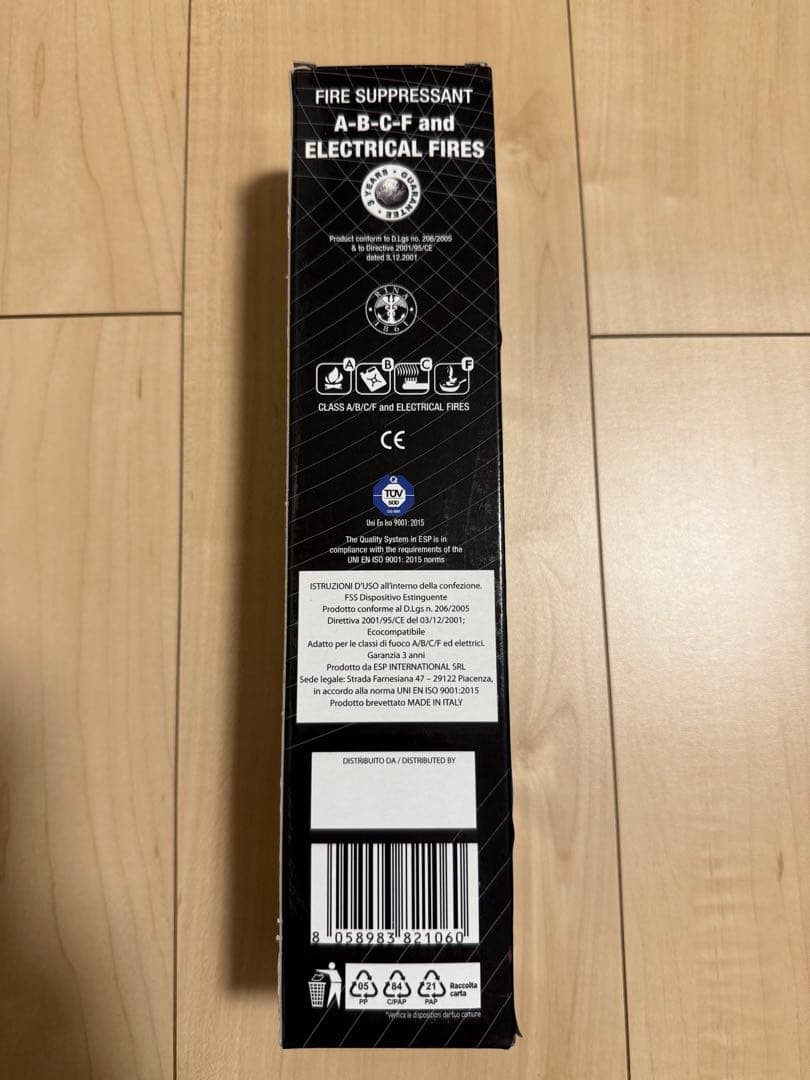 FIRE SUPPRESSANT
A-B-C-F and
ELECTRICAL FIRES
3 YEARS • GUARANTEE •
Product conform to D.Lgs no. 206/2005
& to Directive 2001/95/CE
dated 3.12.2001
RINA
1861
A B C F
CLASS A/B/C/F and ELECTRICAL FIRES
CE
TÜV
SÜD
ISO 9001
Uni En Iso 9001: 2015
The Quality System in ESP is in
compliance with the requirements of the
UNI EN ISO 9001: 2015 norms
ISTRUZIONI D'USO all'interno della confezione.
FSS Dispositivo Estinguente
Prodotto conforme al D.Lgs n. 206/2005
Direttiva 2001/95/CE del 03/12/2001;
Ecocompatibile
Adatto per le classi di fuoco A/B/C/F ed elettrici.
Garanzia 3 anni
Prodotto da ESP INTERNATIONAL SRL
Sede legale: Strada Farnesiana 47 – 29122 Piacenza,
in accordo alla norma UNI EN ISO 9001:2015
Prodotto brevettato MADE IN ITALY
DISTRIBUITO DA / DISTRIBUTED BY
8 058983 821060
05 84 21 Raccolta
PP C/PAP PAP carta
*Verifica le disposizioni del tuo comune